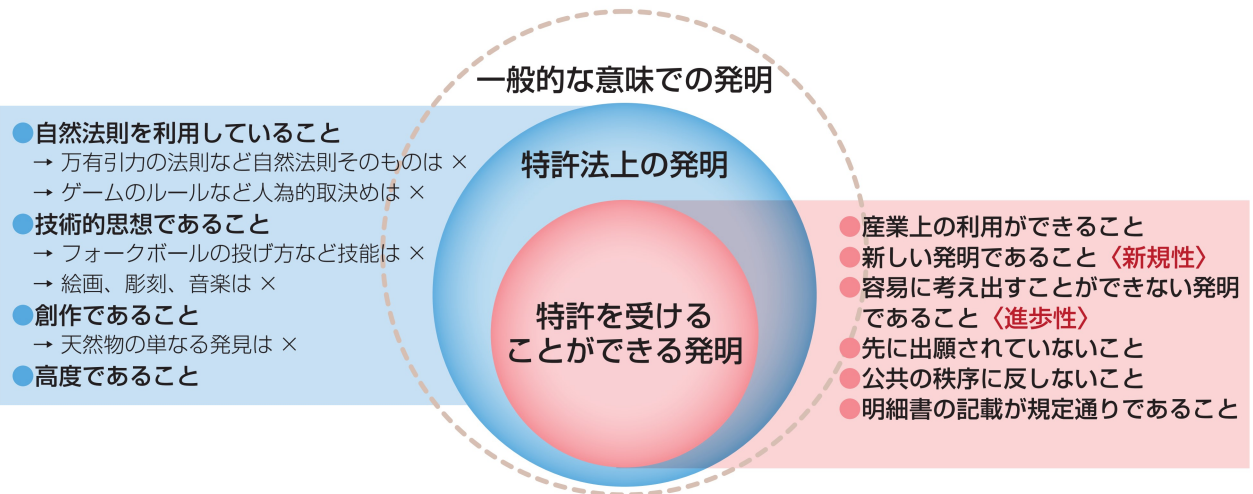 一般的な意味での発明
●自然法則を利用していること
→ 万有引力の法則など自然法則そのものは ×
→ ゲームのルールなど人為的取決めは ×
●技術的思想であること
→ フォークボールの投げ方など技能は ×
→ 絵画、彫刻、音楽は ×
●創作であること
→ 天然物の単なる発見は ×
●高度であること
特許法上の発明
特許を受ける
ことができる発明
●産業上の利用ができること
●新しい発明であること〈新規性〉
●容易に考え出すことができない発明
であること〈進歩性〉
●先に出願されていないこと
●公共の秩序に反しないこと
●明細書の記載が規定通りであること